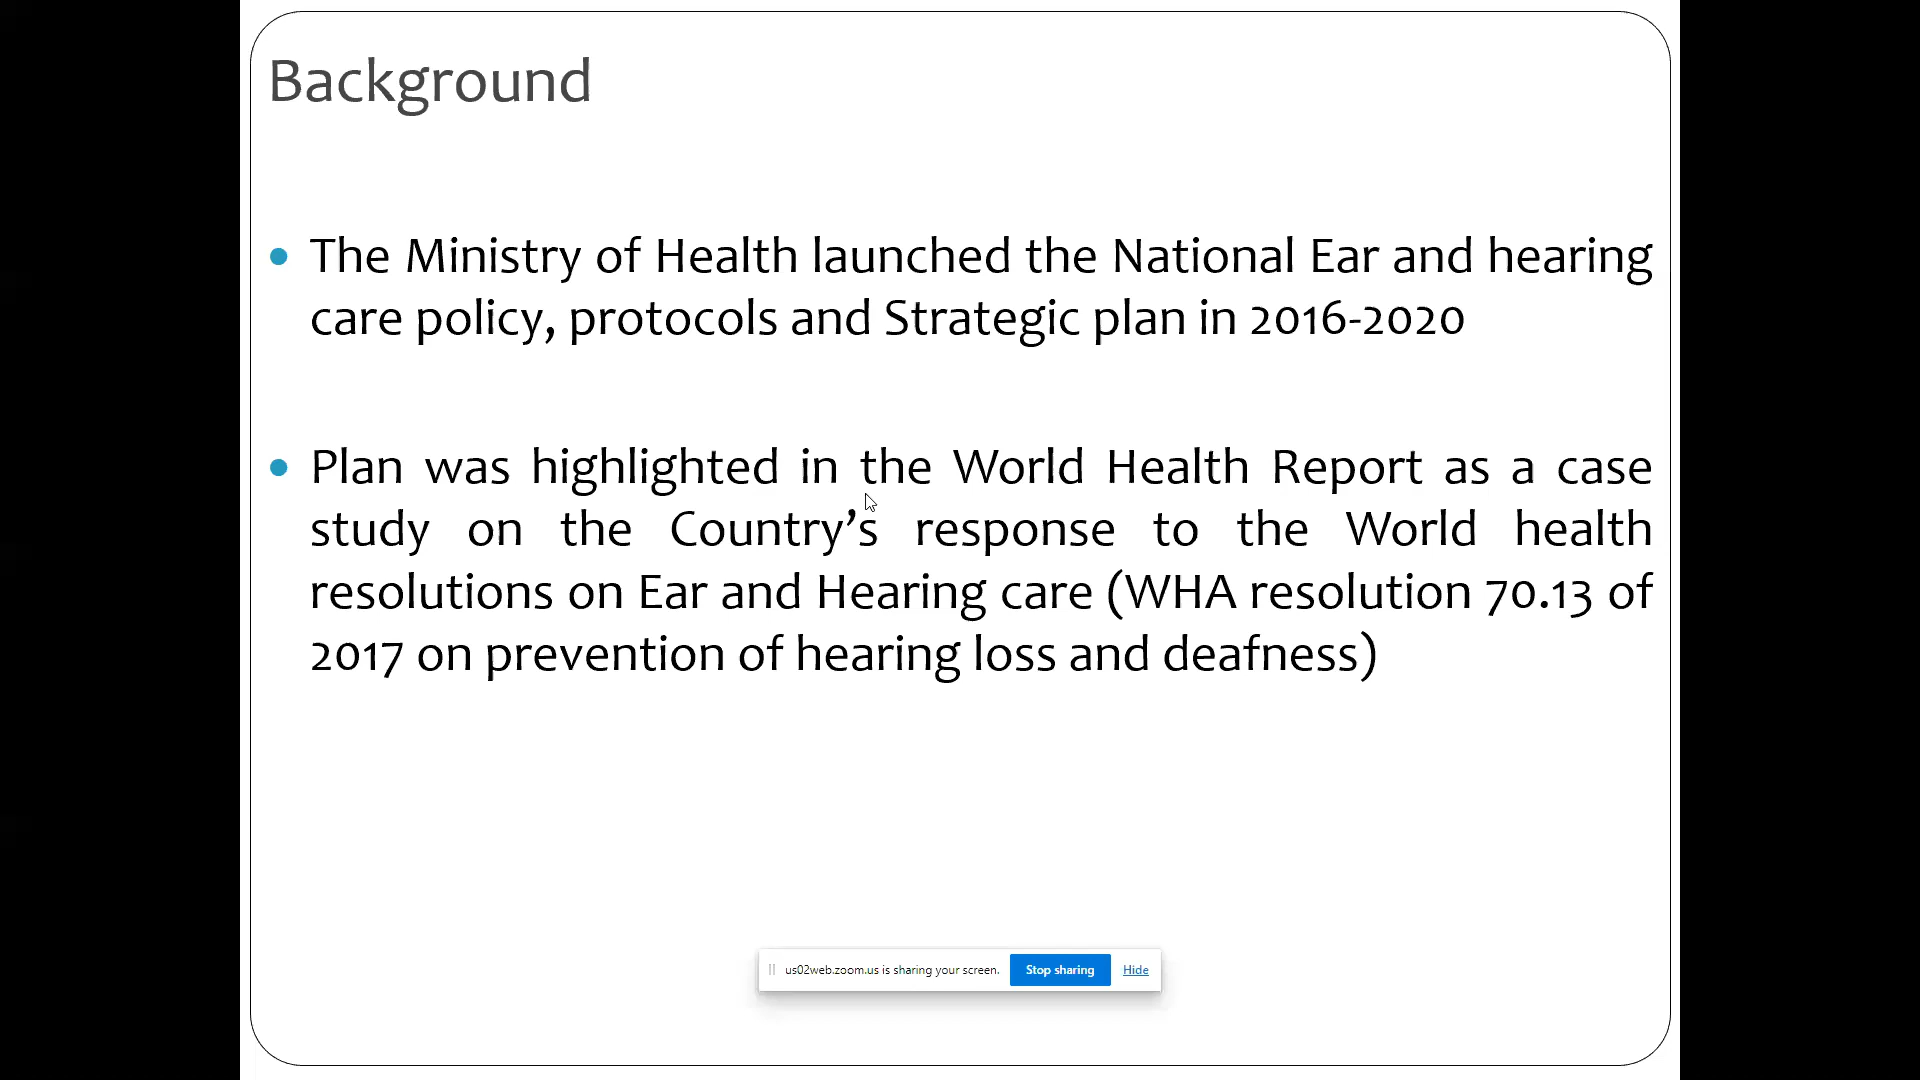 Background
• The Ministry of Health launched the National Ear and hearing
care policy, protocols and Strategic plan in 2016-2020
• Plan was highlighted in the World Health Report as a case
study on the Country’s response to the World health
resolutions on Ear and Hearing care (WHA resolution 70.13 of
2017 on prevention of hearing loss and deafness)
us02web.zoom.us is sharing your screen. Stop sharing Hide